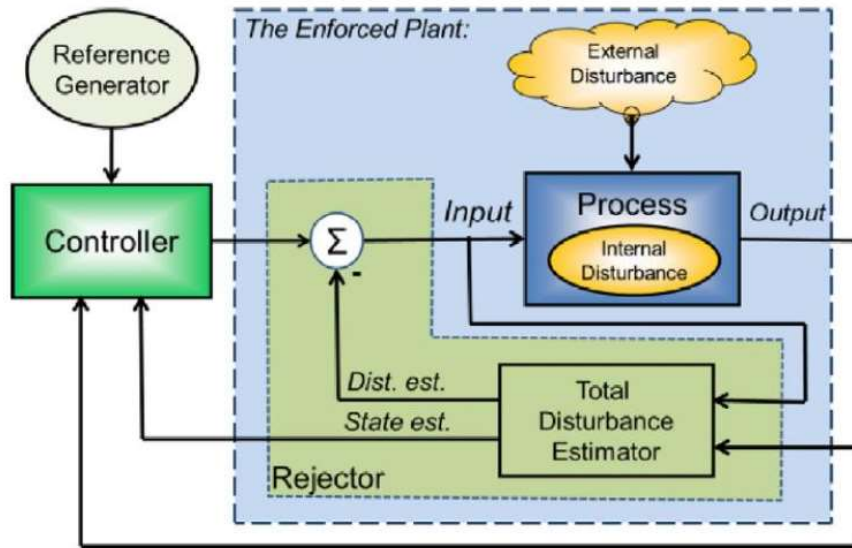 The Enforced Plant:
Reference
Generator
External
Disturbance
Controller
Σ
-
Input
Process
Internal
Disturbance
Output
Dist. est.
State est.
Total
Disturbance
Estimator
Rejector